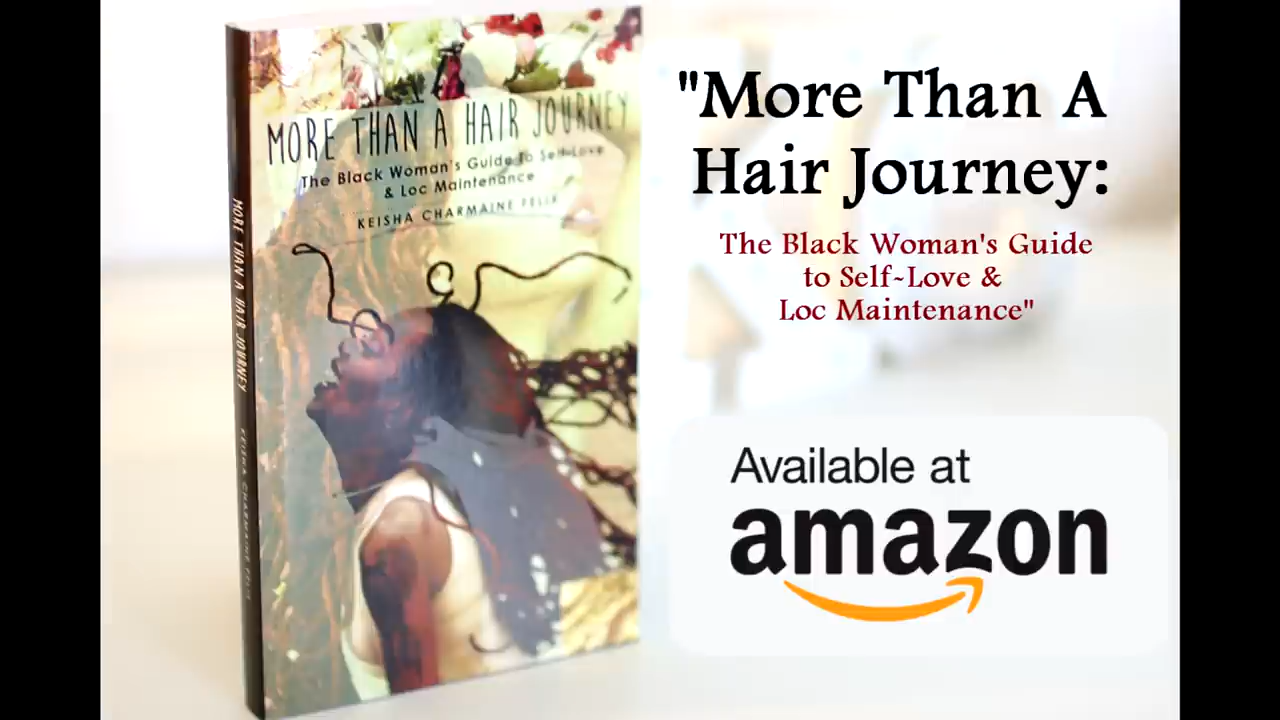 MORE THAN A HAIR JOURNEY
The Black Woman's Guide To Self-Love
& Loc Maintenance
KEISHA CHARMAINE FELIX
MORE THAN A HAIR JOURNEY
KEISHA CHARMAINE FELIX
"More Than A
Hair Journey:
The Black Woman's Guide
to Self-Love &
Loc Maintenance"
Available at
amazon